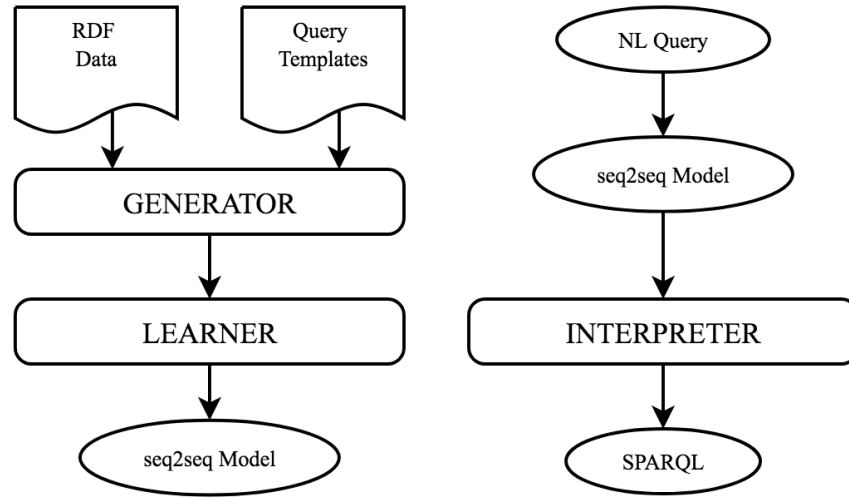 RDF
Data
Query
Templates
GENERATOR
LEARNER
seq2seq Model
NL Query
seq2seq Model
INTERPRETER
SPARQL